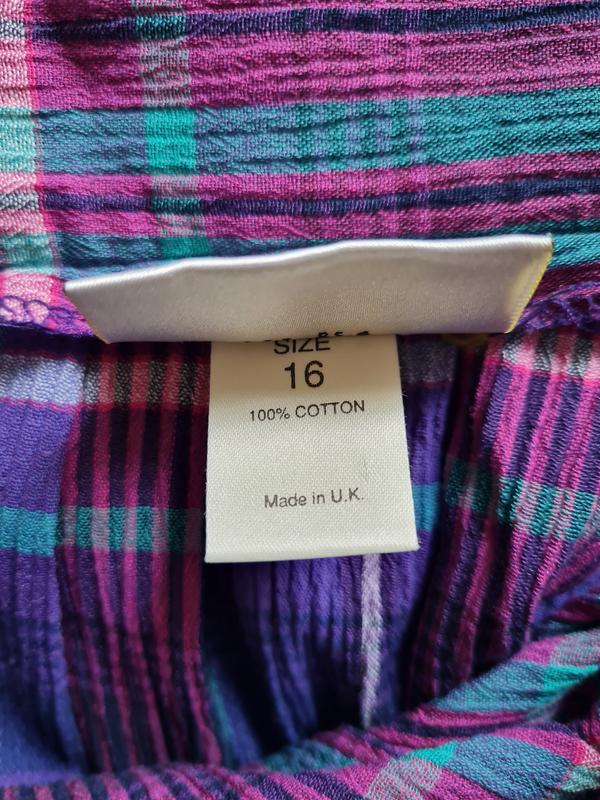 SIZE
16
100% COTTON
Made in U.K.